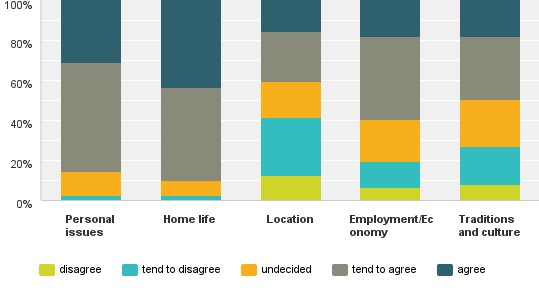 100%
80%
60%
40%
20%
0%
Personal issues
Home life
Location
Employment/Ec
onomy
Traditions
and culture
disagree
tend to disagree
undecided
tend to agree
agree